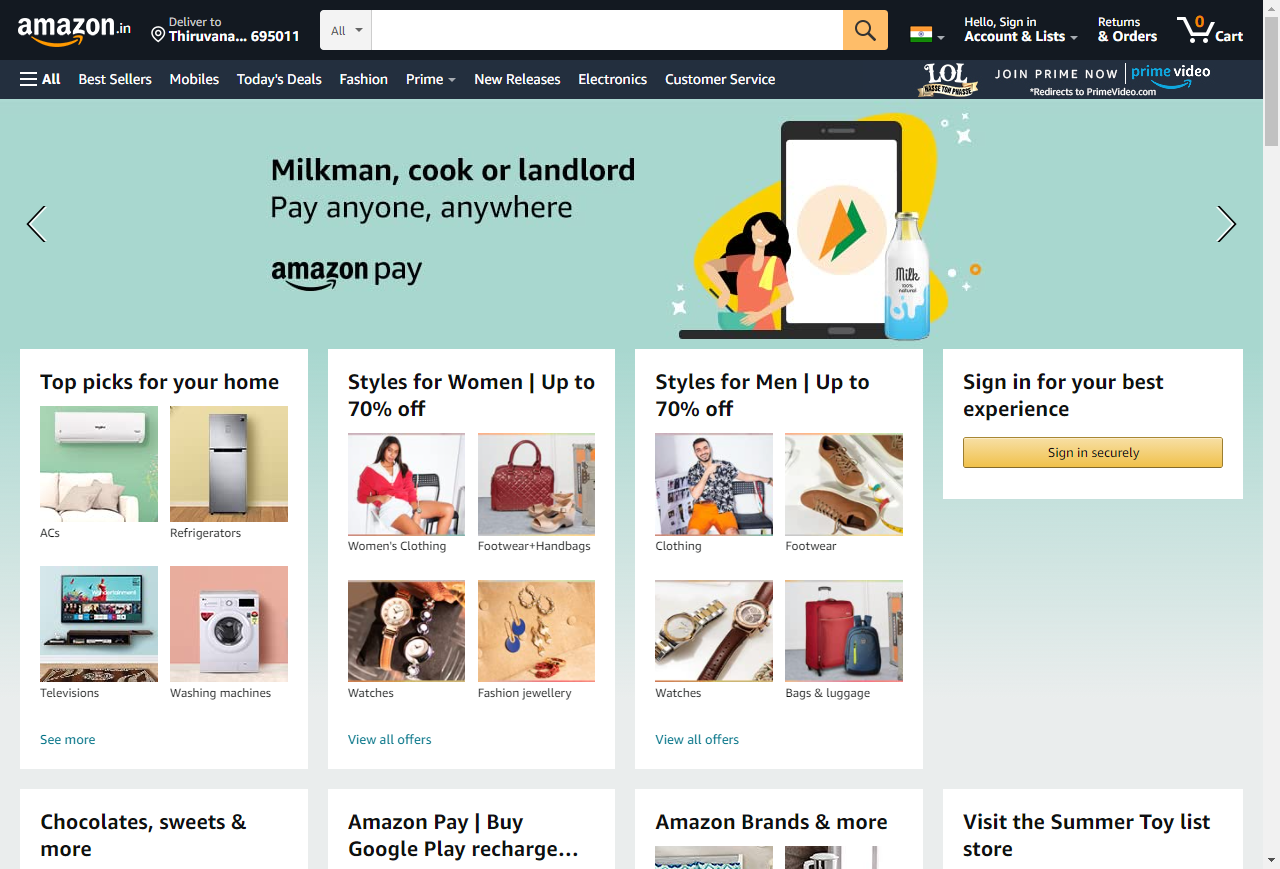 amazon.in
Deliver to
Thiruvana... 695001
All
Hello, Sign in
Account & Lists
Returns
& Orders
0
Cart
All
Best Sellers
Mobiles
Today's Deals
Fashion
Prime
New Releases
Electronics
Customer Service
LOL
HASSE TOH PHASSE
JOIN PRIME NOW
prime video
*Redirects to PrimeVideo.com
Milkman, cook or landlord
Pay anyone, anywhere
amazon pay
Milk
100%
natural
Top picks for your home
ACs
Refrigerators
Televisions
Washing machines
See more
Styles for Women | Up to
70% off
Women's Clothing
Footwear+Handbags
Watches
Fashion jewellery
View all offers
Styles for Men | Up to
70% off
Clothing
Footwear
Watches
Bags & luggage
View all offers
Sign in for your best
experience
Sign in securely
Chocolates, sweets &
more
Amazon Pay | Buy
Google Play recharge...
Amazon Brands & more
Visit the Summer Toy list
store